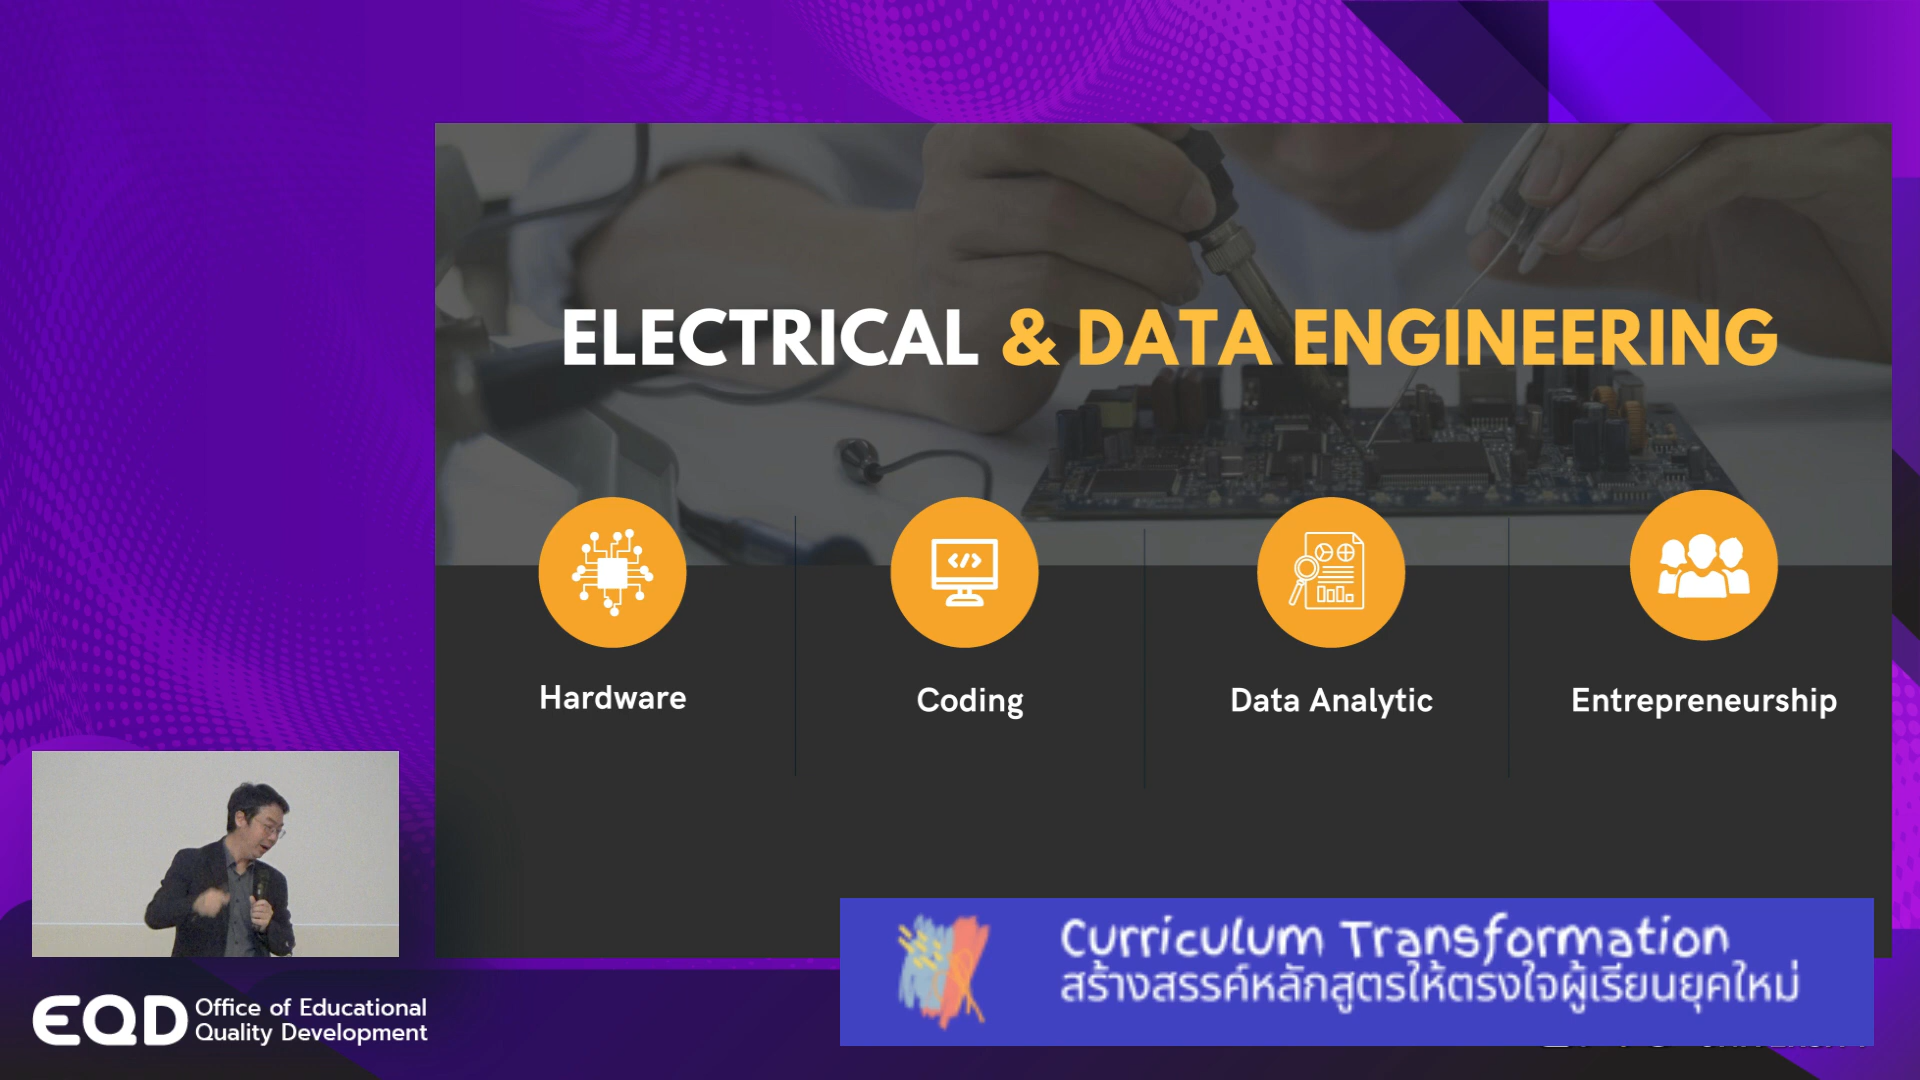 ELECTRICAL & DATA ENGINEERING
Hardware
Coding
Data Analytic
Entrepreneurship
Curriculum Transformation
สร้างสรรค์หลักสูตรให้ตรงใจผู้เรียนยุคใหม่
EQD Office of Educational
Quality Development